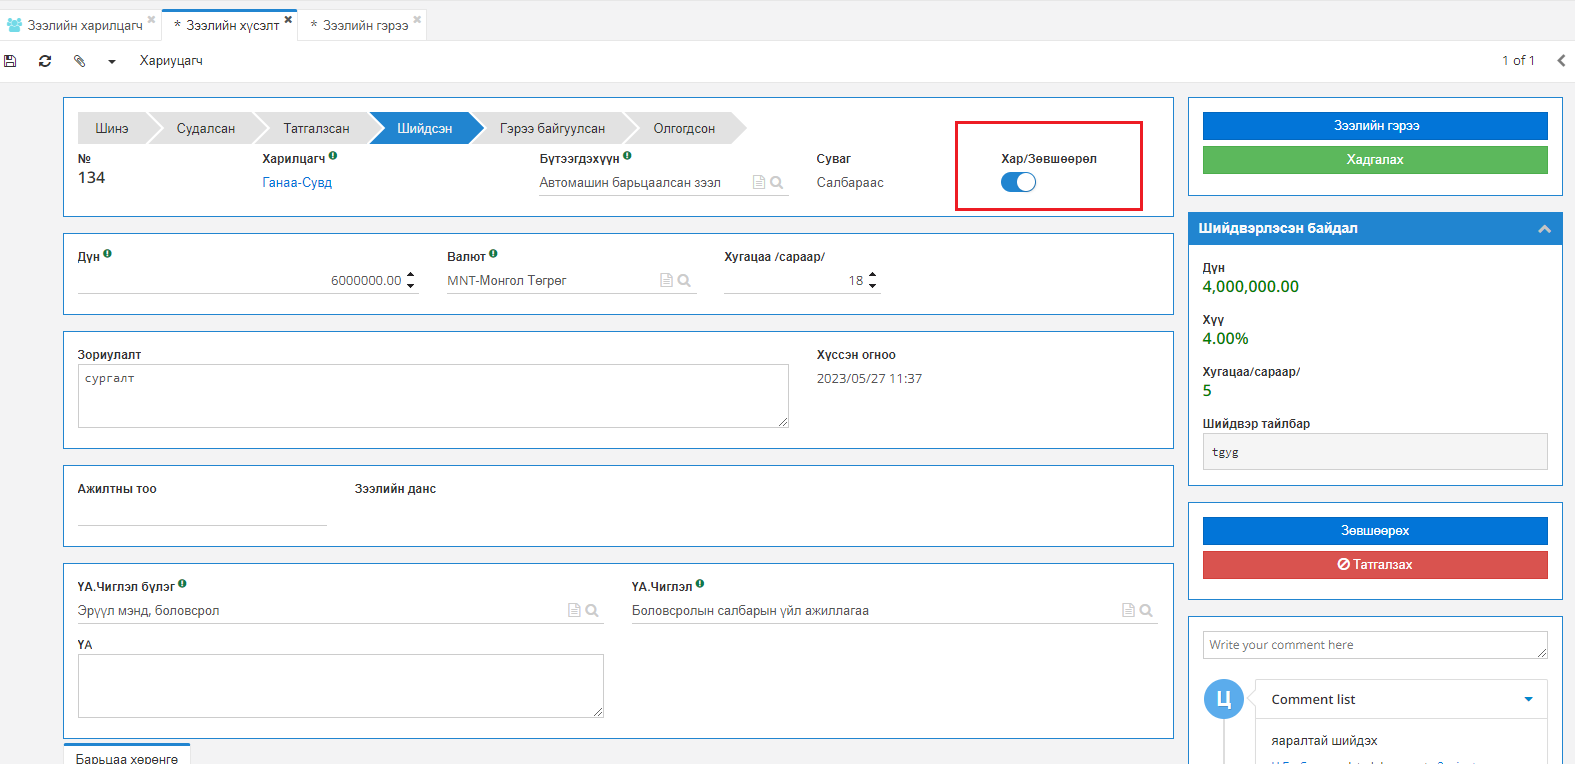 Зээлийн харилцагч
* Зээлийн хүсэлт
* Зээлийн гэрээ
Хариуцагч
1 of 1
Шинэ
Судалсан
Татгалзсан
Шийдсэн
Гэрээ байгуулсан
Олгогдсон
№
134
Харилцагч
Ганаа-Сувд
Бүтээгдэхүүн
Автомашин барьцаалсан зээл
Суваг
Салбараас
Хар/Зөвшөөрөл
Дүн
6000000.00
Валют
MNT-Монгол Төгрөг
Хугацаа /сараар/
18
Зориулалт
сургалт
Хүссэн огноо
2023/05/27 11:37
Ажилтны тоо
Зээлийн данс
ҮА.Чиглэл бүлэг
Эрүүл мэнд, боловсрол
ҮА.Чиглэл
Боловсролын салбарын үйл ажиллагаа
ҮА
Барьцаа хөрөнгө
Зээлийн гэрээ
Хадгалах
Шийдвэрлэсэн байдал
Дүн
4,000,000.00
Хүү
4.00%
Хугацаа/сараар/
5
Шийдвэр тайлбар
tgyg
Зөвшөөрөх
Татгалзах
Write your comment here
Ц
Comment list
яаралтай шийдэх